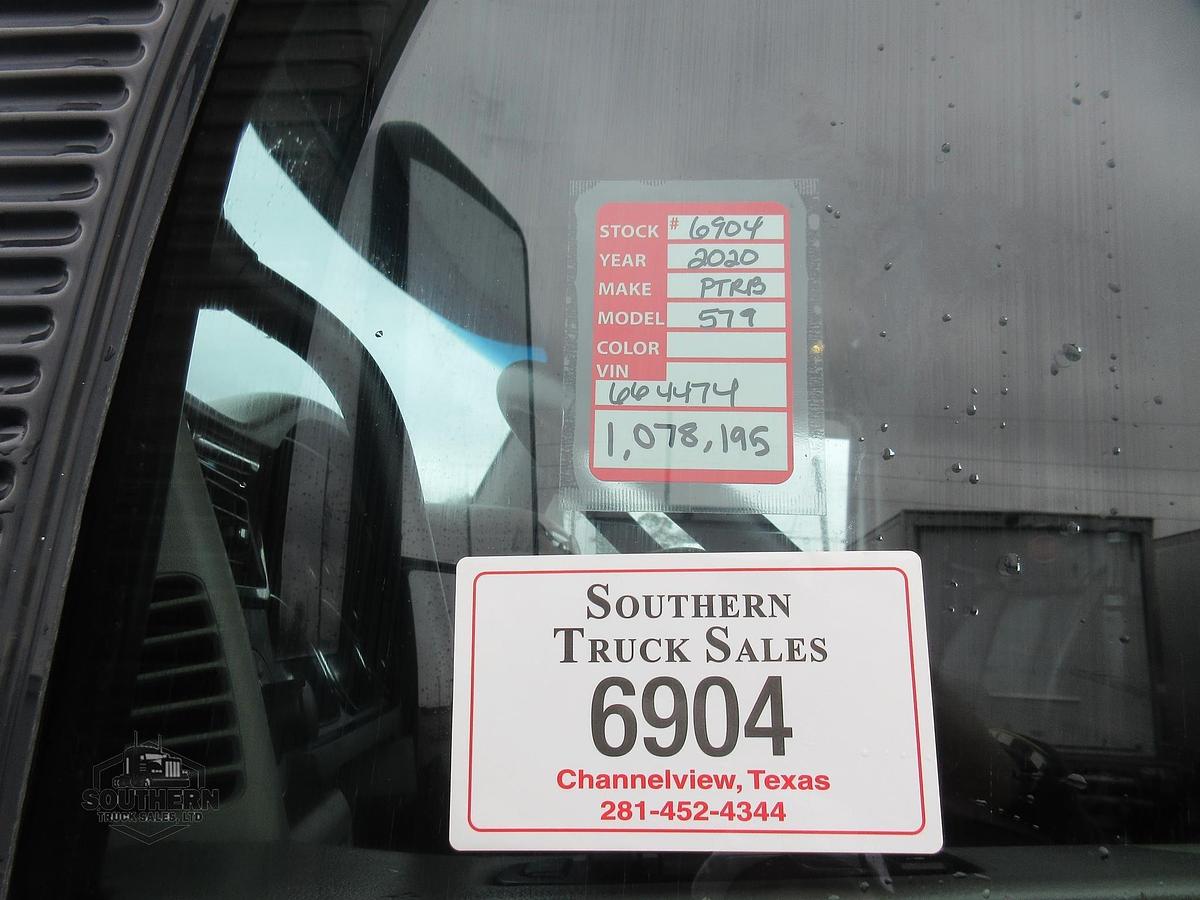 STOCK # 6904
YEAR 2020
MAKE PTRB
MODEL 579
COLOR
VIN
664474
1,078,195
SOUTHERN
TRUCK SALES
6904
Channelview, Texas
281-452-4344
SOUTHERN
TRUCK SALES, LTD